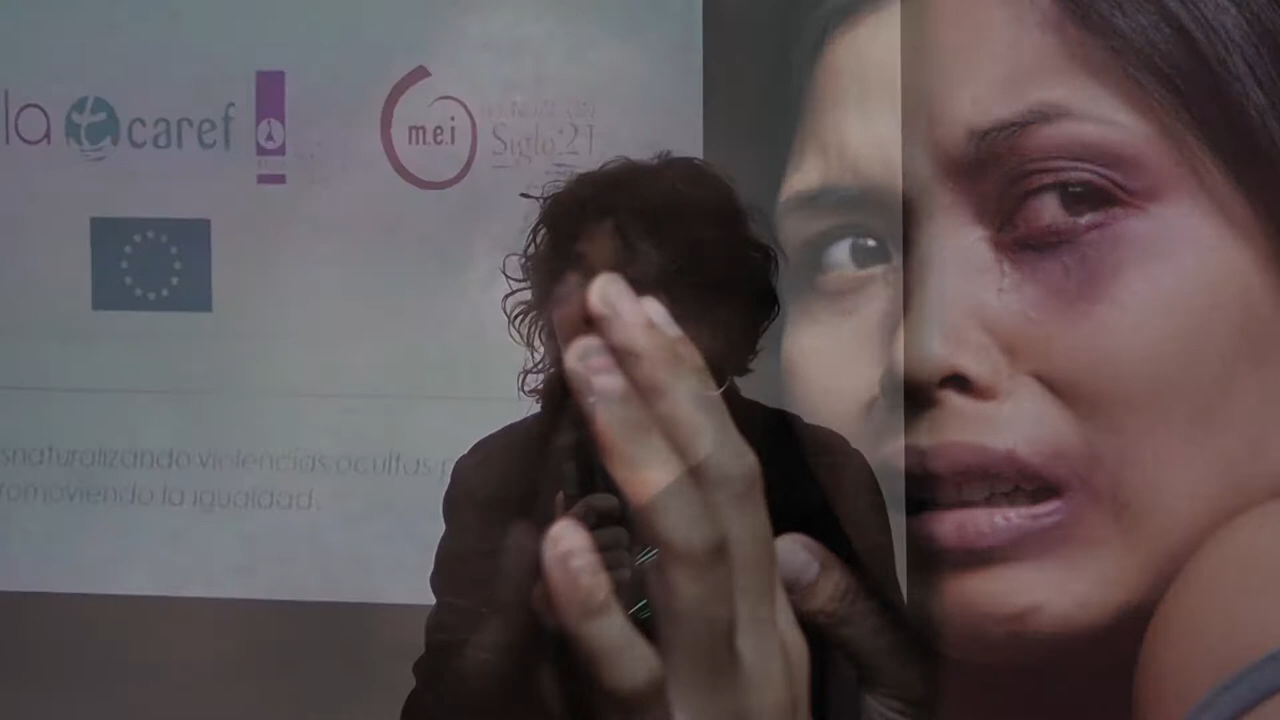 la caref
m.e.i
Siglo 21
snaturalizando violencias ocultas p
romoviendo la igualdad.